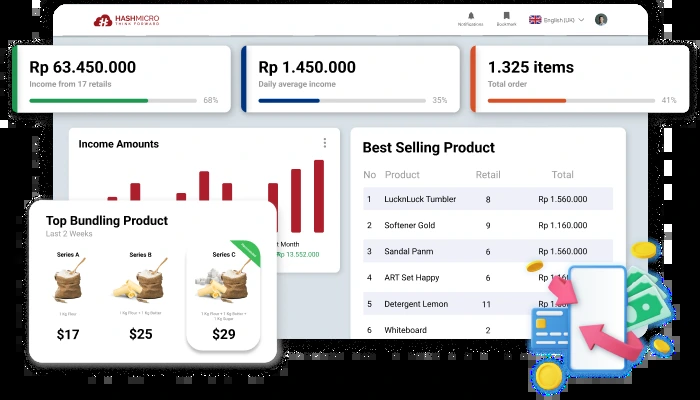 HASHMICRO
THINK FORWARD
Notifications
Bookmark
English (UK)
Rp 63.450.000
Income from 17 retails
68%
Rp 1.450.000
Daily average income
35%
1.325 items
Total order
41%
Income Amounts
t Month
Rp 13.552.000
Best Selling Product
No Product Retail Total
1 LucknLuck Tumbler 8 Rp 1.560.000
2 Softener Gold 9 Rp 1.160.000
3 Sandal Panm 6 Rp 1.560.000
4 ART Set Happy 6 Rp 1.
5 Detergent Lemon 11 Rp
6 Whiteboard 2 Rp
Top Bundling Product
Last 2 Weeks
Series A
Series B
Series C
1 Kg Flour
1 Kg Flour + 1 Kg Butter
1 Kg Flour + 1 Kg Butter +
1 Kg Sugar
$17
$25
$29